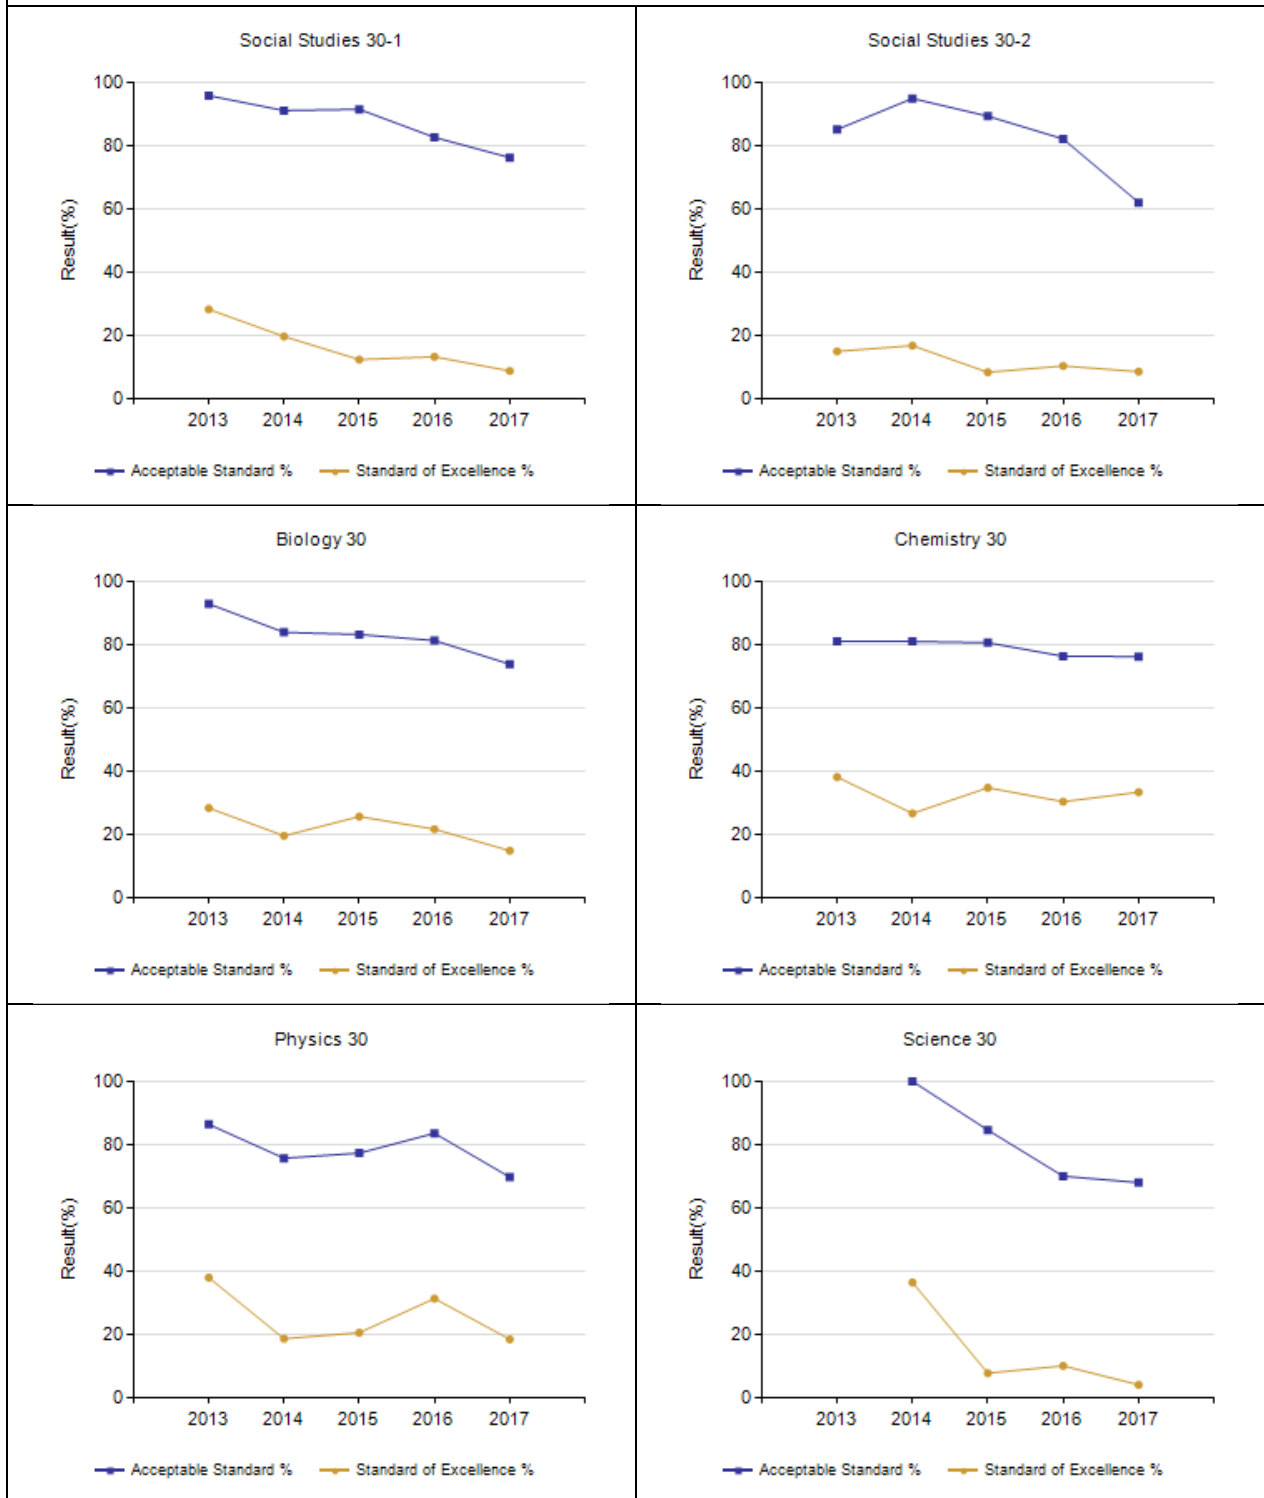 Social Studies 30-1
100
80
60
40
20
0
Result(%)
2013 2014 2015 2016 2017
Acceptable Standard % Standard of Excellence %
Social Studies 30-2
100
80
60
40
20
0
Result(%)
2013 2014 2015 2016 2017
Acceptable Standard % Standard of Excellence %
Biology 30
100
80
60
40
20
0
Result(%)
2013 2014 2015 2016 2017
Acceptable Standard % Standard of Excellence %
Chemistry 30
100
80
60
40
20
0
Result(%)
2013 2014 2015 2016 2017
Acceptable Standard % Standard of Excellence %
Physics 30
100
80
60
40
20
0
Result(%)
2013 2014 2015 2016 2017
Acceptable Standard % Standard of Excellence %
Science 30
100
80
60
40
20
0
Result(%)
2013 2014 2015 2016 2017
Acceptable Standard % Standard of Excellence %